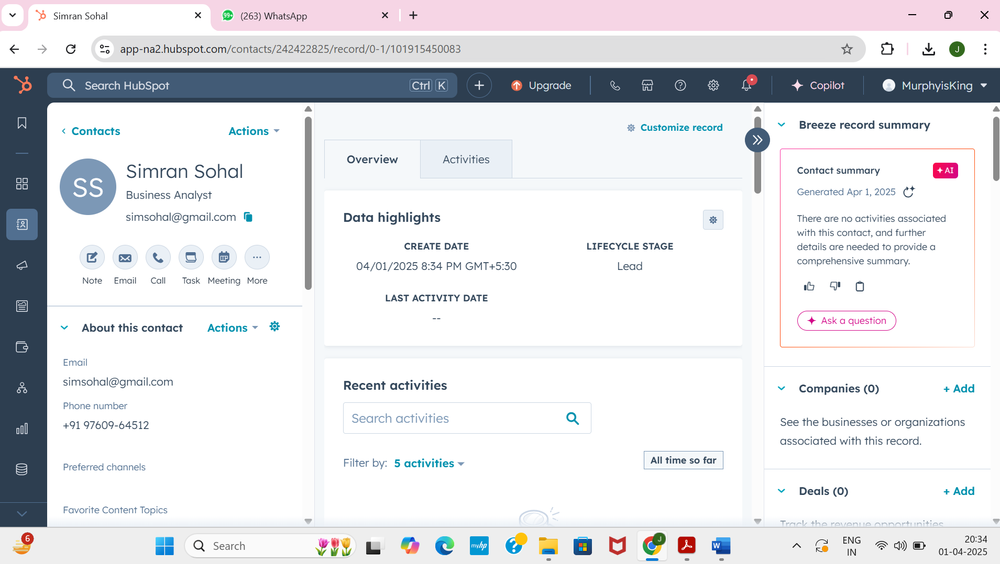 Simran Sohal
99+
(263) WhatsApp
app-na2.hubspot.com/contacts/242422825/record/0-1/101915450083
J
Search HubSpot
Ctrl K
Upgrade
Copilot
MurphyisKing
Contacts
Actions
SS
Simran Sohal
Business Analyst
simsohal@gmail.com
Note Email Call Task Meeting More
About this contact
Actions
Email
simsohal@gmail.com
Phone number
+91 97609-64512
Preferred channels
Favorite Content Topics
Customize record
Overview
Activities
Data highlights
CREATE DATE
04/01/2025 8:34 PM GMT+5:30
LIFECYCLE STAGE
Lead
LAST ACTIVITY DATE
--
Recent activities
Search activities
Filter by: 5 activities
All time so far
Breeze record summary
Contact summary
AI
Generated Apr 1, 2025
There are no activities associated
with this contact, and further
details are needed to provide a
comprehensive summary.
Ask a question
Companies (0)
+ Add
See the businesses or organizations
associated with this record.
Deals (0)
+ Add
Track the revenue opportunities
6
Search
myhp
J
W
ENG
IN
20:34
01-04-2025